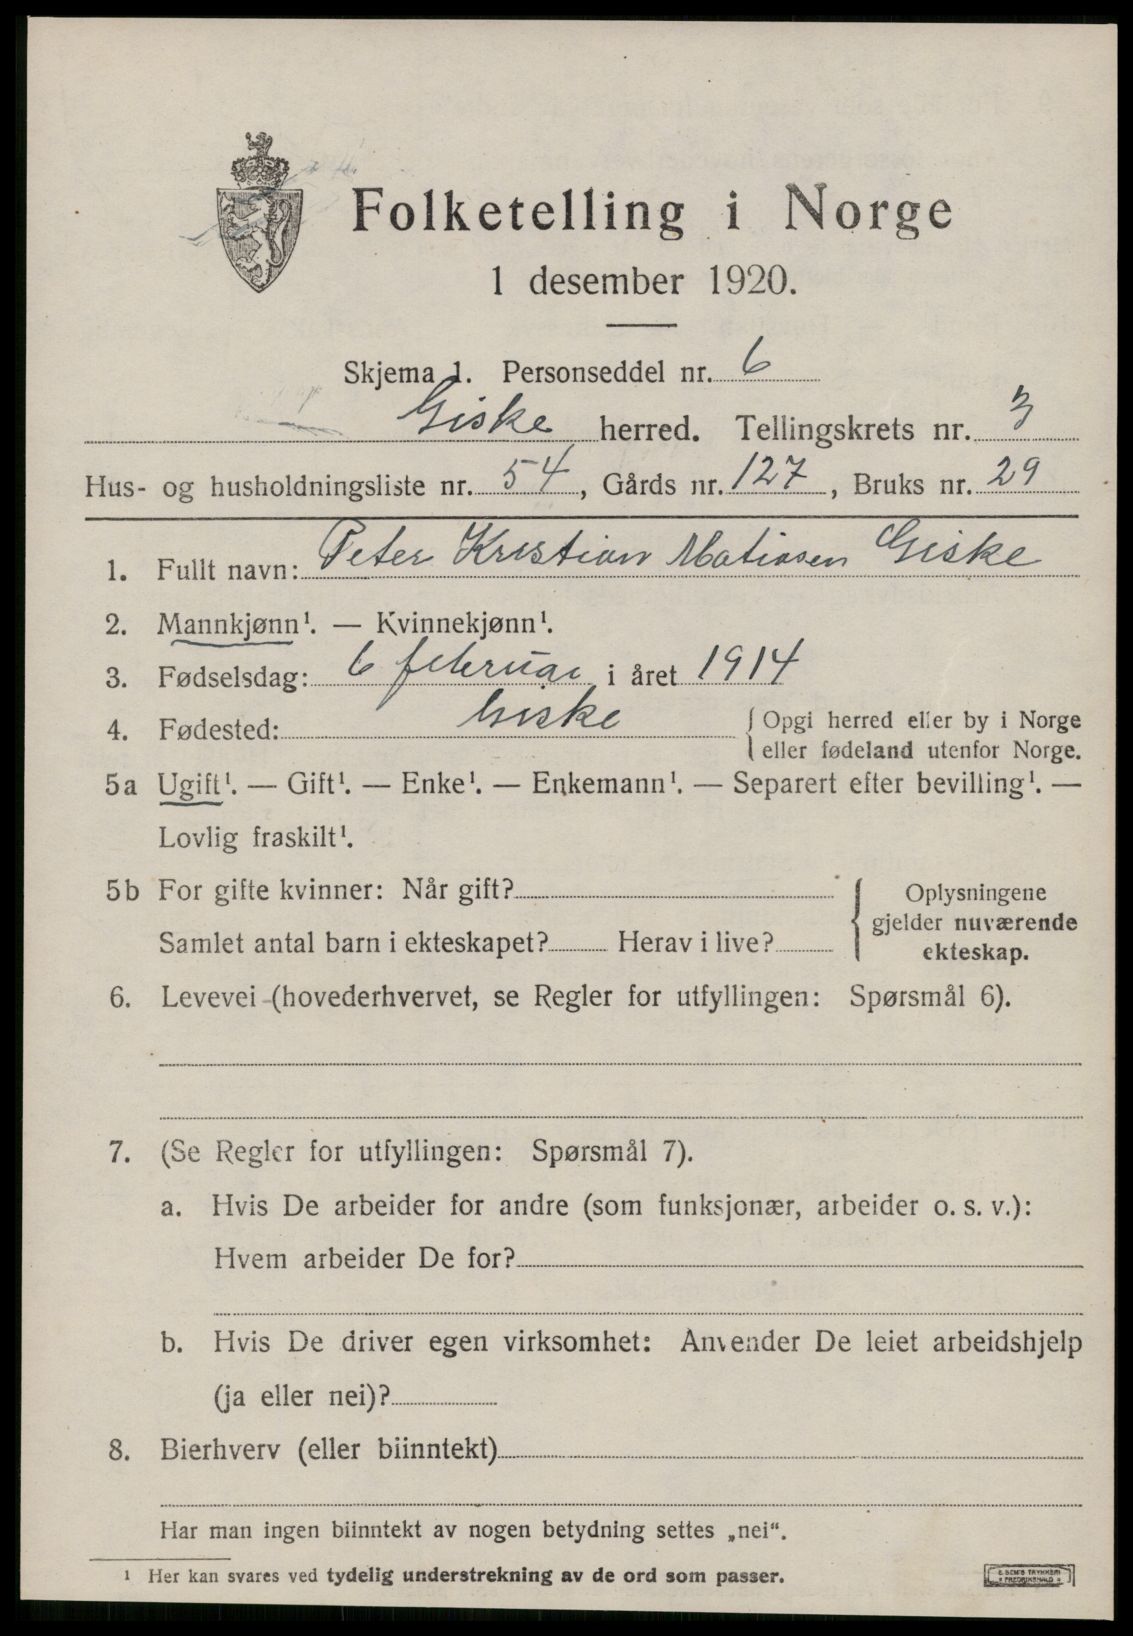 Folketelling i Norge
1 desember 1920.
Skjema 1. Personseddel nr. 6
Giske herred. Tellingskrets nr. 3
Hus- og husholdningsliste nr. 54, Gårds nr. 127, Bruks nr. 29
1. Fullt navn: Peter Kristian Matiasen Giske
2. Mannkjønn¹. — Kvinnekjønn¹.
3. Fødselsdag: 6 februar i året 1914
4. Fødested: Giske { Opgi herred eller by i Norge
eller fødeland utenfor Norge.
5a Ugift¹. — Gift¹. — Enke¹. — Enkemann¹. — Separert efter bevilling¹. —
Lovlig fraskilt¹.
5b For gifte kvinner: Når gift?
Samlet antal barn i ekteskapet? Herav i live?
{ Oplysningene
gjelder nuværende
ekteskap.
6. Levevei (hovederhvervet, se Regler for utfyllingen: Spørsmål 6).
7. (Se Regler for utfyllingen: Spørsmål 7).
a. Hvis De arbeider for andre (som funksjonær, arbeider o. s. v.):
Hvem arbeider De for?
b. Hvis De driver egen virksomhet: Anvender De leiet arbeidshjelp
(ja eller nei)?
8. Bierhverv (eller biinntekt)
Har man ingen biinntekt av nogen betydning settes „nei“.
¹ Her kan svares ved tydelig understrekning av de ord som passer.
E. SEM'S TRYKKERI
FREDRIKSHALD